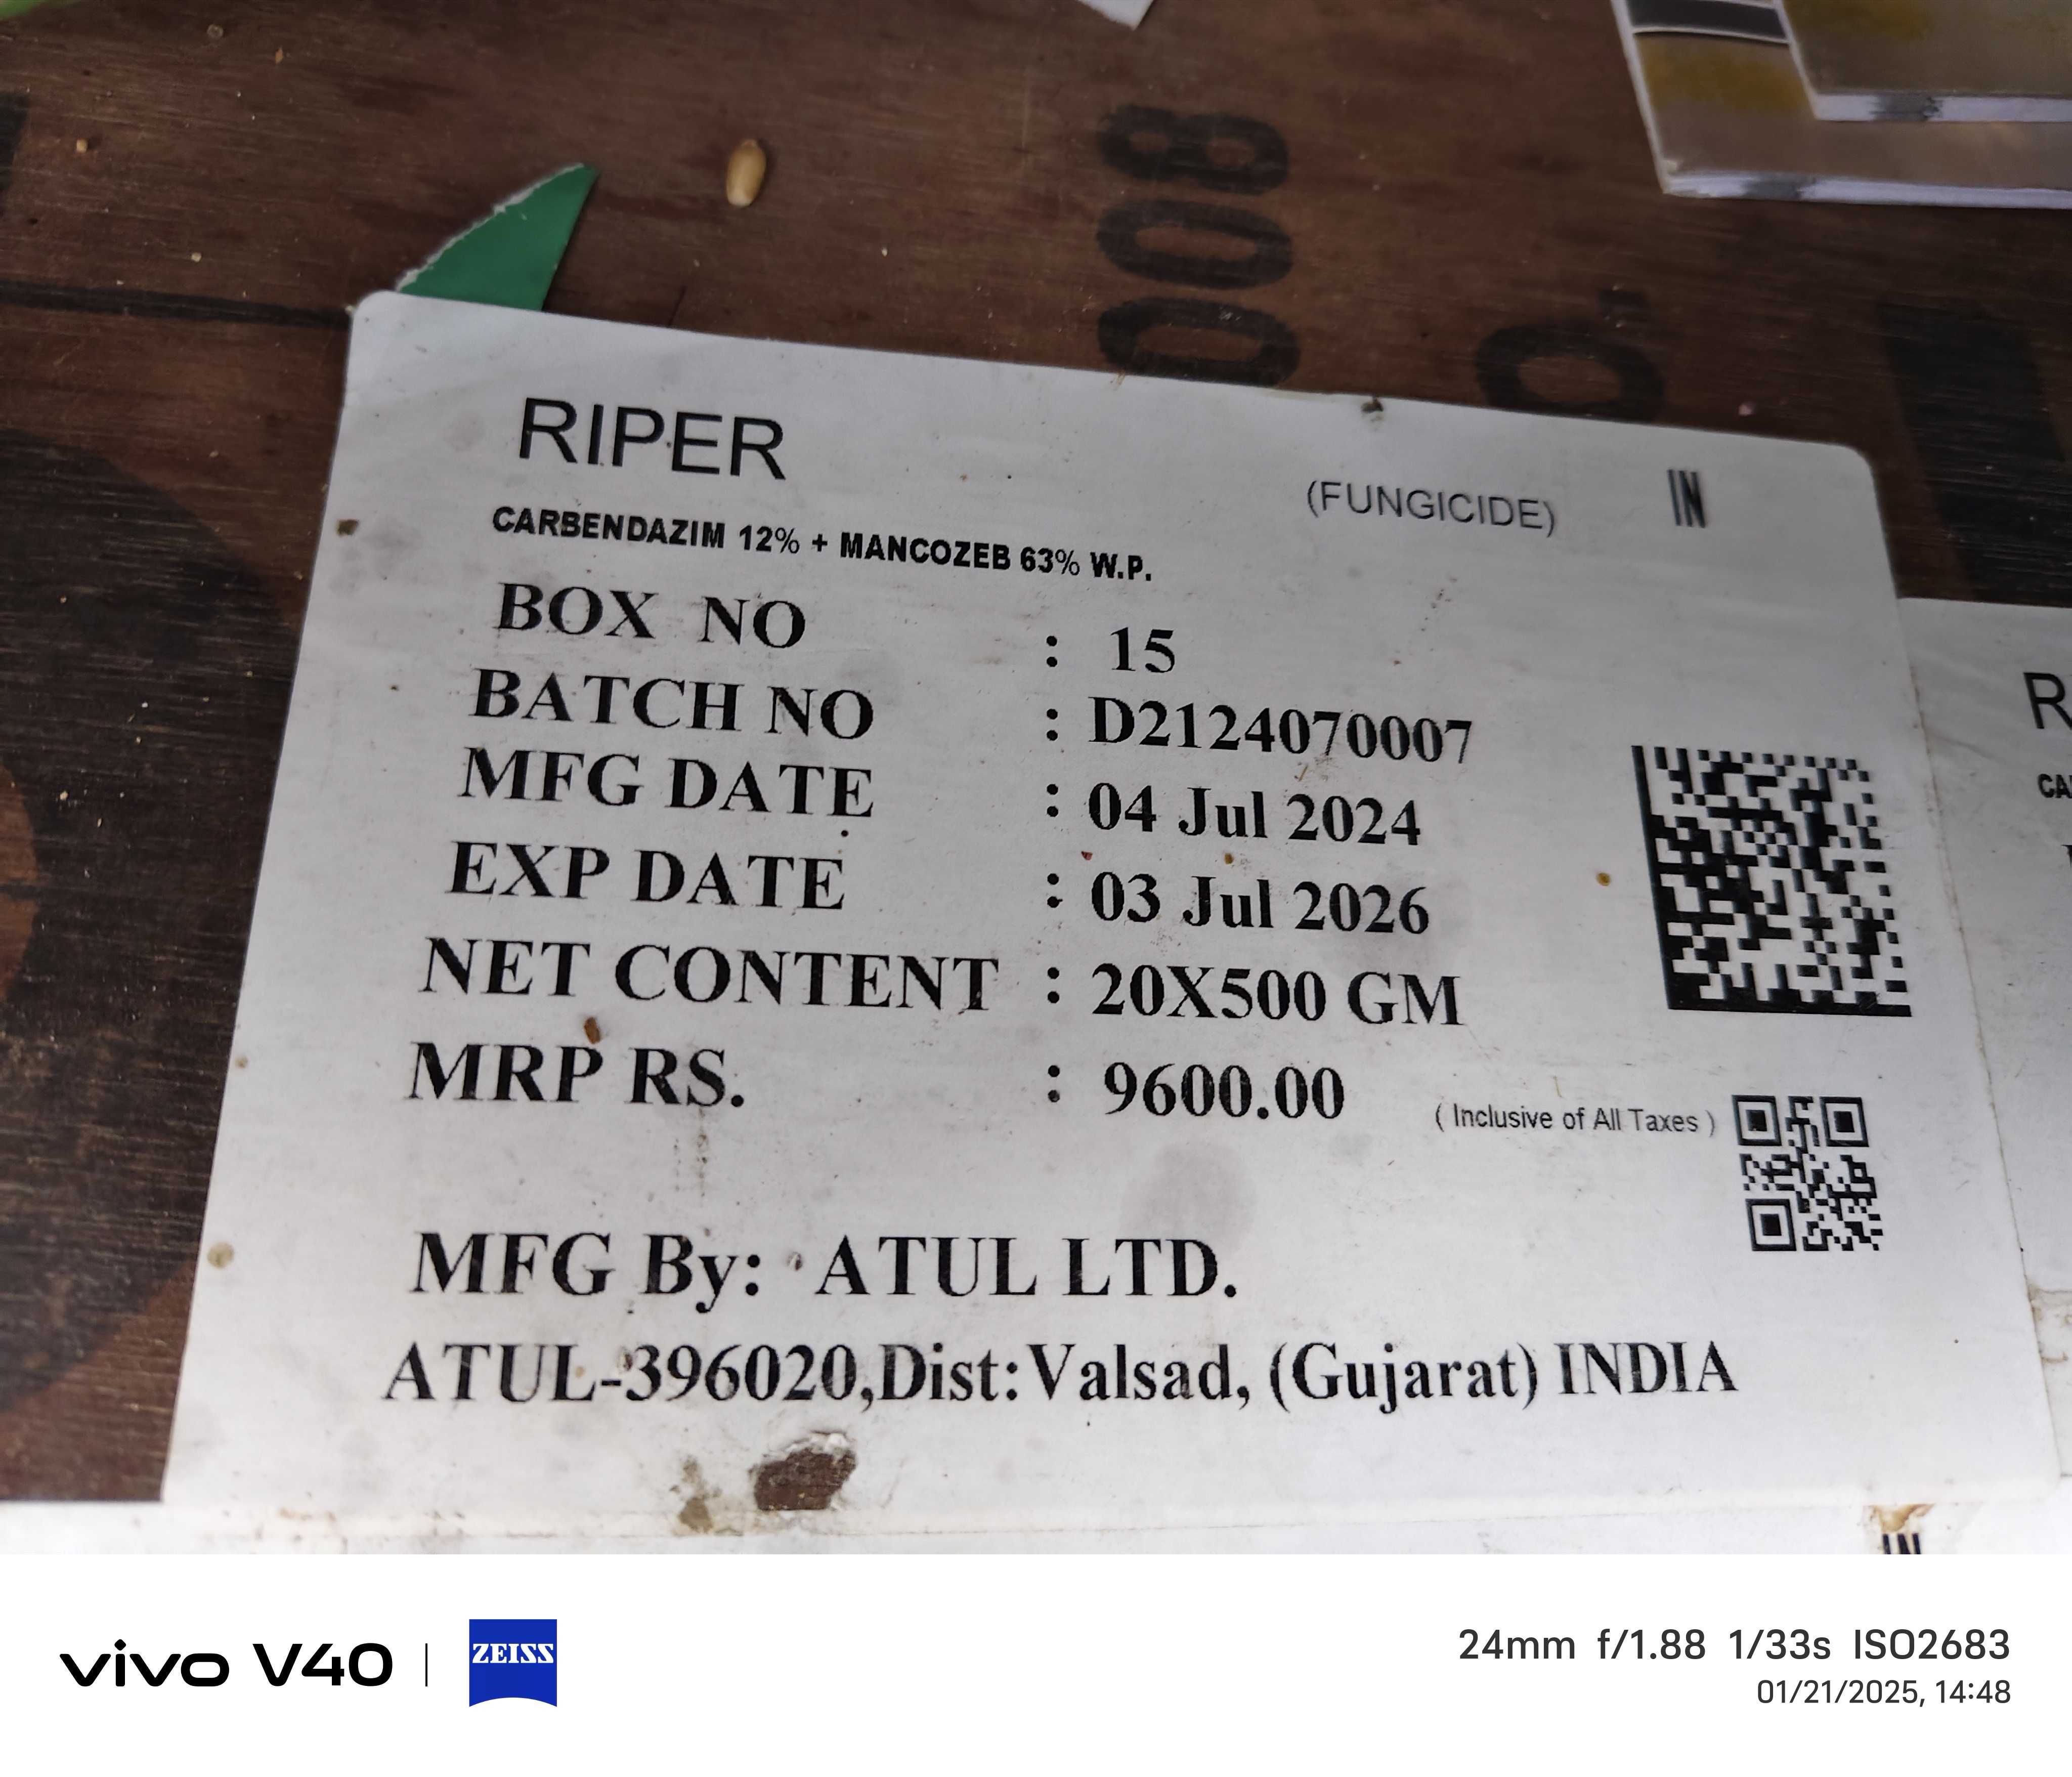 008
RIPER
(FUNGICIDE) IN
CARBENDAZIM 12% + MANCOZEB 63% W.P.
BOX NO : 15
BATCH NO : D2124070007
MFG DATE : 04 Jul 2024
EXP DATE : 03 Jul 2026
NET CONTENT : 20X500 GM
MRP RS. : 9600.00 ( Inclusive of All Taxes )
MFG By: ATUL LTD.
ATUL-396020,Dist:Valsad, (Gujarat) INDIA
R
CA
IN
vivo V40 | ZEISS
24mm f/1.88 1/33s ISO2683
01/21/2025, 14:48